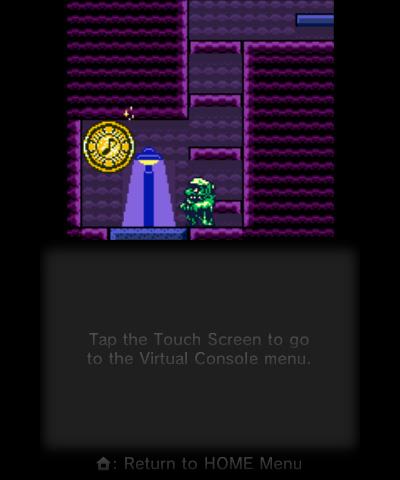 Tap the Touch Screen to go
to the Virtual Console menu.
: Return to HOME Menu